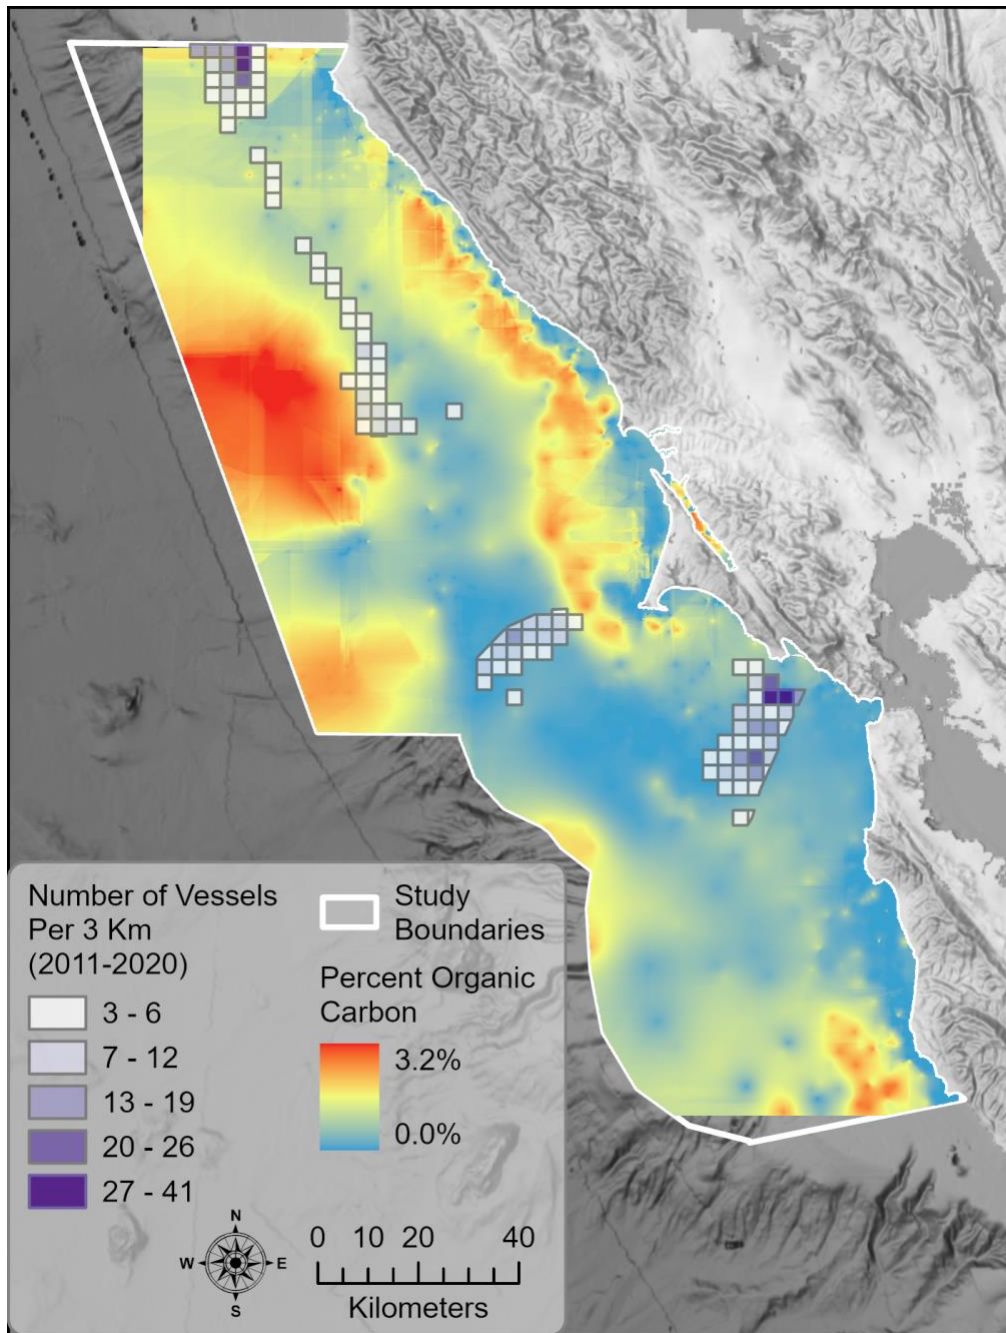 Number of Vessels
Per 3 Km
(2011-2020)
3 - 6
7 - 12
13 - 19
20 - 26
27 - 41
Study
Boundaries
Percent Organic
Carbon
3.2%
0.0%
N
W E
S
0 10 20 40
Kilometers